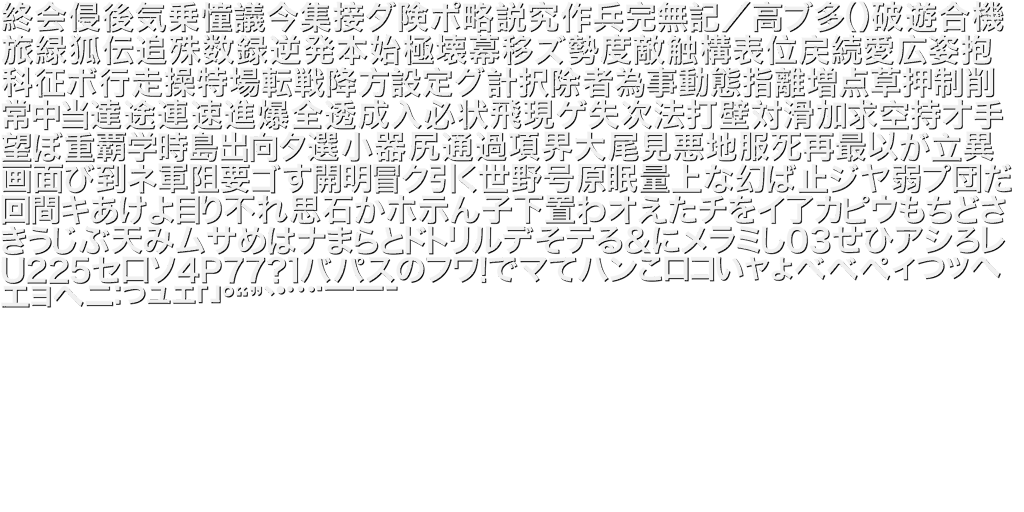 終会侵後気乗憧議今集接ダ険ポ略説究作兵完無記／高ブ多()破遊合機
旅縁狐伝追殊数録逆発本始極壊幕移ズ勢度敵触構表位戻続愛広姿抱
科征ボ行走操特場転戦降方設定グ計択除者為事動態指離増点草押制削
常中当達途連速進爆全透成入必状飛現ゲ失次法打壁対滑加求空持オ手
望ぼ重覇学時島出向タ選小器尻通過項界大尾見悪地服死再最以が立異
画面び到ネ軍阻要ゴす開明冒ク引く世野号原眠量上な幻ば止ジヤ弱プ団だ
回間キあけよ目り不れ思石かホ示ん子下置わオえたチをイ了カピウもちどさ
きうじぶ天みムサめはナまらとドトリルデそテる&にメラミし03せひアシろレ
U225セ口ソ4P77?1バパスのフワ!でマてハンこロコいャょベべペィつツヘ
エョへニ:っュェ「」°“”、…‥一ー-